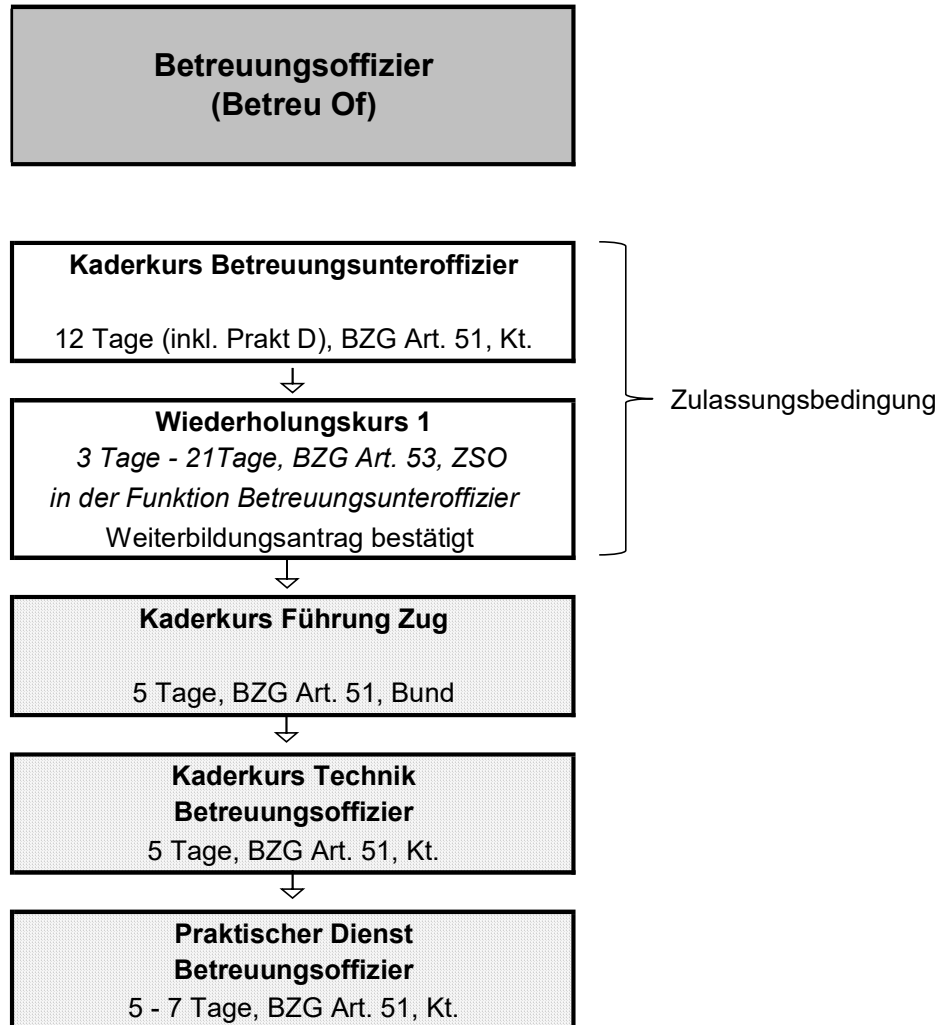 Betreuungsoffizier
(Betreu Of)
Kaderkurs Betreuungsunteroffizier
12 Tage (inkl. Prakt D), BZG Art. 51, Kt.
Zulassungsbedingung
Wiederholungskurs 1
3 Tage - 21Tage, BZG Art. 53, ZSO
in der Funktion Betreuungsunteroffizier
Weiterbildungsantrag bestätigt
Kaderkurs Führung Zug
5 Tage, BZG Art. 51, Bund
Kaderkurs Technik
Betreuungsoffizier
5 Tage, BZG Art. 51, Kt.
Praktischer Dienst
Betreuungsoffizier
5 - 7 Tage, BZG Art. 51, Kt.